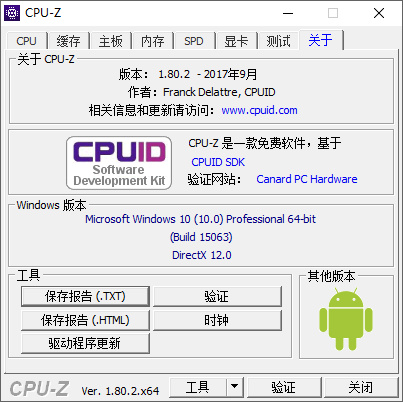 CPU-Z
CPU 缓存 主板 内存 SPD 显卡 测试 关于
关于 CPU-Z
版本： 1.80.2 - 2017年9月
作者：Franck Delattre, CPUID
相关信息和更新请访问：www.cpuid.com
CPUID
Software
Development Kit
CPU-Z 是一款免费软件，基于
CPUID SDK
验证网站： Canard PC Hardware
Windows 版本
Microsoft Windows 10 (10.0) Professional 64-bit
(Build 15063)
DirectX 12.0
工具
保存报告 (.TXT) 验证
保存报告 (.HTML) 时钟
驱动程序更新
其他版本
CPU-Z Ver. 1.80.2.x64 工具 验证 关闭